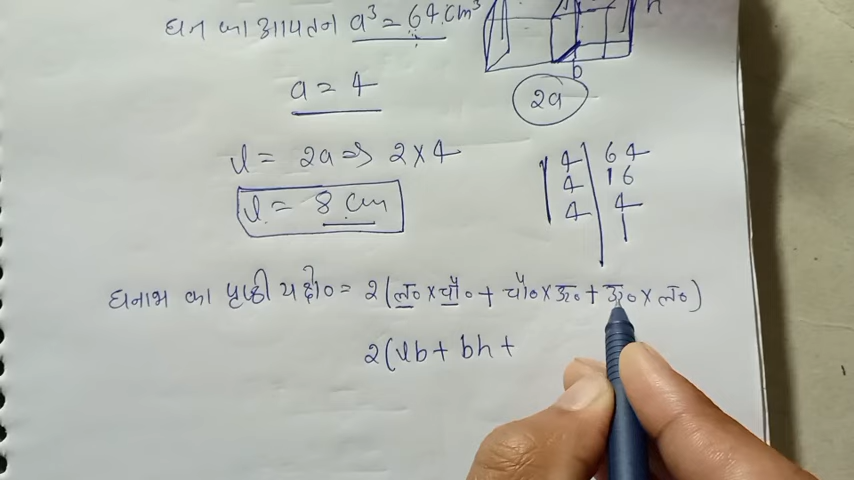 घन का आयतन a³ = 64 cm³
h
b
a = 4
2a
l = 2a ⇒ 2×4
l = 8 cm
4 | 64
4 | 16
4 | 4
1
घनाभ का पृष्ठी य क्षे० = 2(ल० × चौ० + चौ० × ऊ० + ऊ० × ल०)
2(lb + bh +